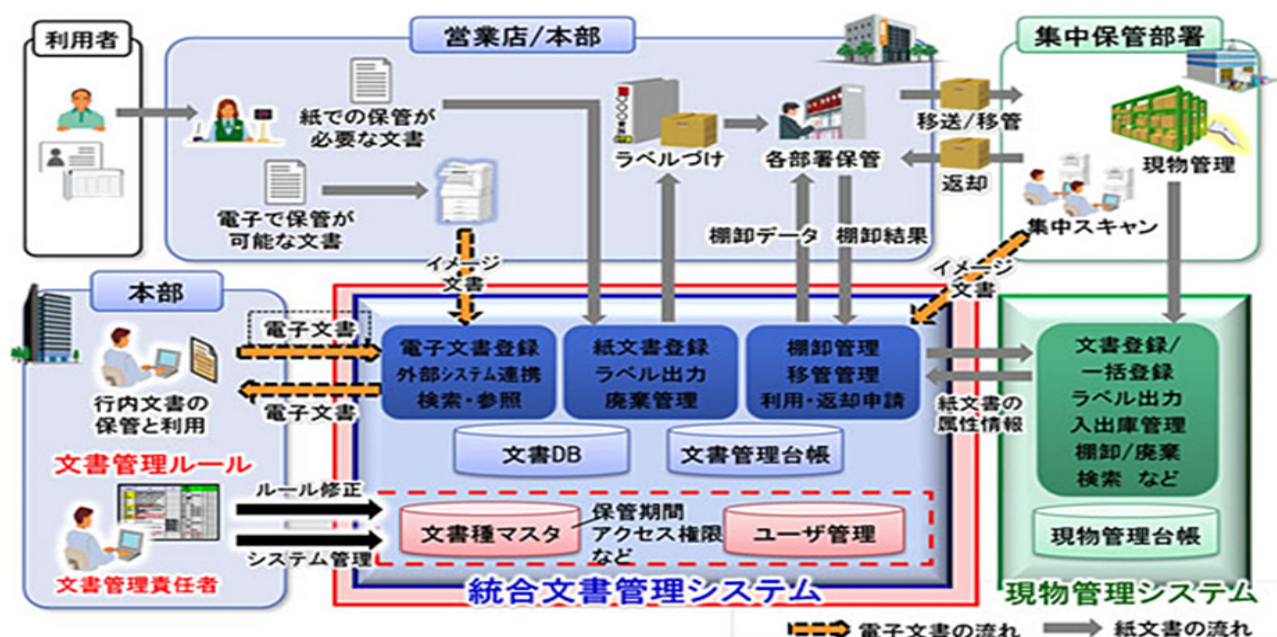 利用者
営業店/本部
集中保管部署
紙での保管が
必要な文書
電子で保管が
可能な文書
ラベルづけ
各部署保管
移送/移管
返却
現物管理
集中スキャン
棚卸データ
棚卸結果
イメージ
文書
イメージ
文書
本部
電子文書
電子文書
行内文書の
保管と利用
文書管理ルール
文書管理責任者
ルール修正
システム管理
電子文書登録
外部システム連携
検索・参照
紙文書登録
ラベル出力
廃棄管理
棚卸管理
移管管理
利用・返却申請
文書DB
文書管理台帳
文書種マスタ
保管期間
アクセス権限
など
ユーザ管理
統合文書管理システム
紙文書の
属性情報
文書登録/
一括登録
ラベル出力
入出庫管理
棚卸/廃棄
検索 など
現物管理台帳
現物管理システム
電子文書の流れ
紙文書の流れ